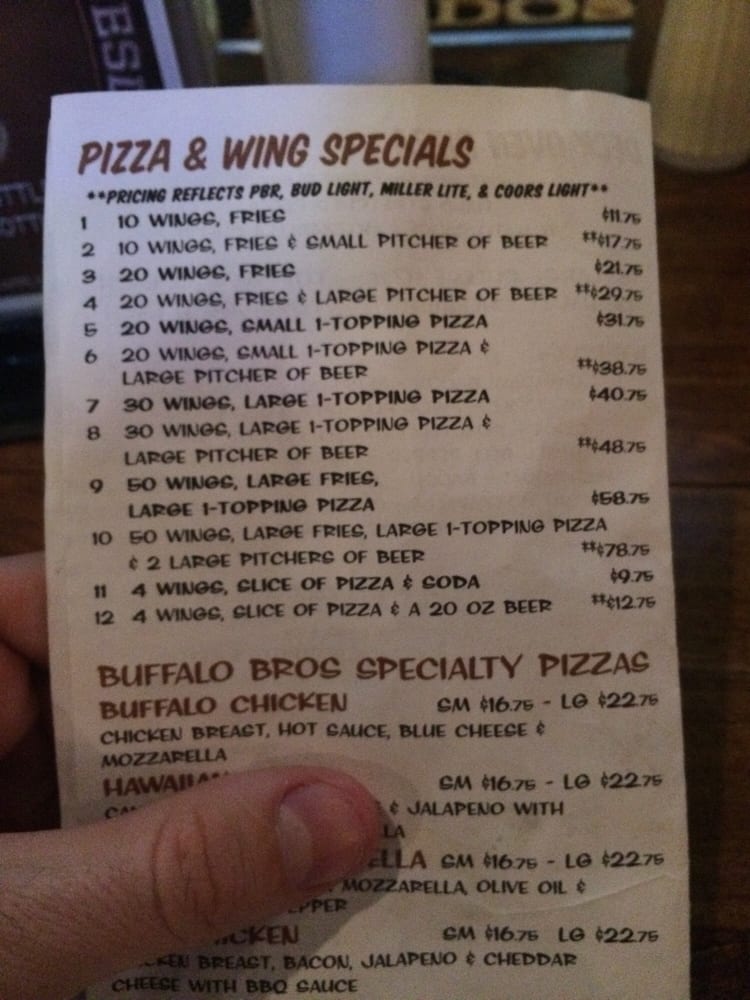 BSL
DOS
PIZZA & WING SPECIALS
**PRICING REFLECTS PBR, BUD LIGHT, MILLER LITE, & COORS LIGHT**
1 10 WINGS, FRIES $11.75
2 10 WINGS, FRIES & SMALL PITCHER OF BEER **$17.75
3 20 WINGS, FRIES $21.75
4 20 WINGS, FRIES & LARGE PITCHER OF BEER **$29.75
5 20 WINGS, SMALL 1-TOPPING PIZZA $31.75
6 20 WINGS, SMALL 1-TOPPING PIZZA &
LARGE PITCHER OF BEER **$38.75
7 30 WINGS, LARGE 1-TOPPING PIZZA $40.75
8 30 WINGS, LARGE 1-TOPPING PIZZA &
LARGE PITCHER OF BEER **$48.75
9 50 WINGS, LARGE FRIES,
LARGE 1-TOPPING PIZZA $58.75
10 50 WINGS, LARGE FRIES, LARGE 1-TOPPING PIZZA
& 2 LARGE PITCHERS OF BEER **$78.75
11 4 WINGS, SLICE OF PIZZA & SODA $9.75
12 4 WINGS, SLICE OF PIZZA & A 20 OZ BEER **$12.75
BUFFALO BROS SPECIALTY PIZZAS
BUFFALO CHICKEN SM $16.75 - LG $22.75
CHICKEN BREAST, HOT SAUCE, BLUE CHEESE &
MOZZARELLA
HAWAIIAN SM $16.75 - LG $22.75
& JALAPENO WITH
LA
ELLA SM $16.75 - LG $22.75
MOZZARELLA, OLIVE OIL &
EPPER
ICKEN SM $16.75 LG $22.75
KEN BREAST, BACON, JALAPENO & CHEDDAR
CHEESE WITH BBQ SAUCE